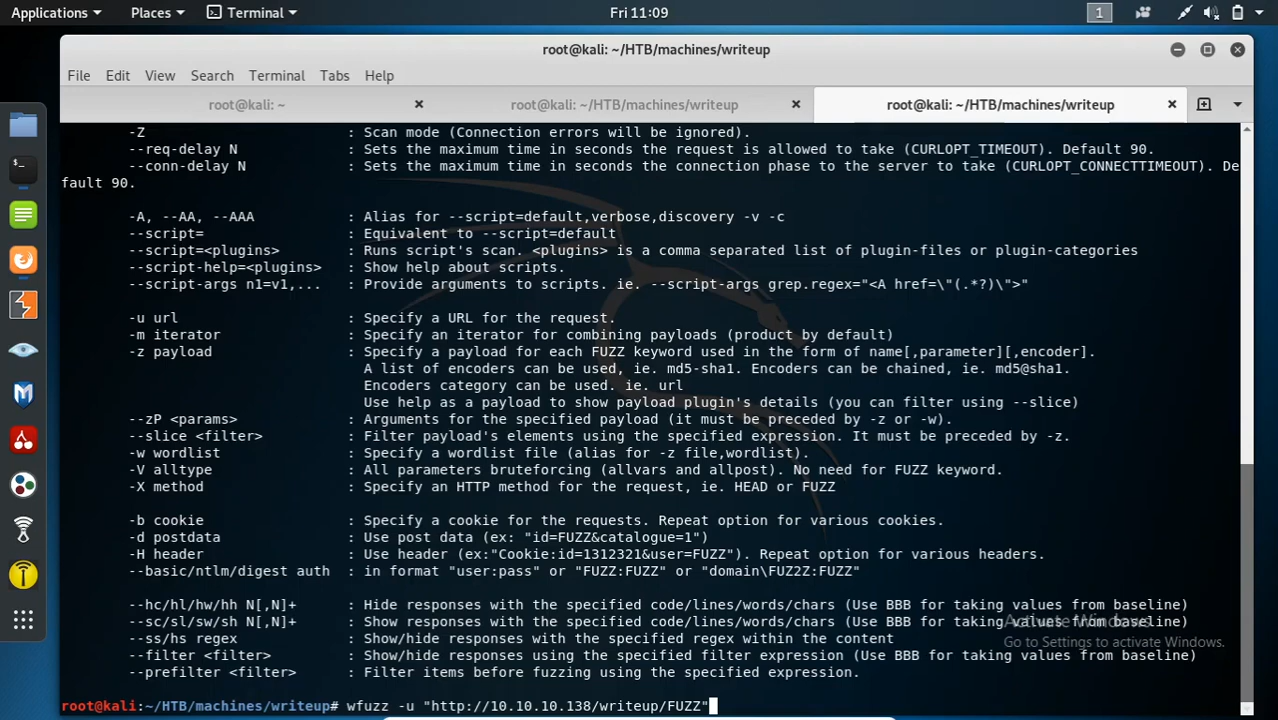 Applications Places Terminal Fri 11:09 1
root@kali: ~/HTB/machines/writeup
File Edit View Search Terminal Tabs Help
root@kali: ~ root@kali: ~/HTB/machines/writeup root@kali: ~/HTB/machines/writeup
-Z : Scan mode (Connection errors will be ignored).
--req-delay N : Sets the maximum time in seconds the request is allowed to take (CURLOPT_TIMEOUT). Default 90.
--conn-delay N : Sets the maximum time in seconds the connection phase to the server to take (CURLOPT_CONNECTTIMEOUT). De
fault 90.
-A, --AA, --AAA : Alias for --script=default,verbose,discovery -v -c
--script= : Equivalent to --script=default
--script=<plugins> : Runs script's scan. <plugins> is a comma separated list of plugin-files or plugin-categories
--script-help=<plugins> : Show help about scripts.
--script-args n1=v1,... : Provide arguments to scripts. ie. --script-args grep.regex="<A href=\"(.*?)\">"
-u url : Specify a URL for the request.
-m iterator : Specify an iterator for combining payloads (product by default)
-z payload : Specify a payload for each FUZZ keyword used in the form of name[,parameter][,encoder].
A list of encoders can be used, ie. md5-sha1. Encoders can be chained, ie. md5@sha1.
Encoders category can be used. ie. url
Use help as a payload to show payload plugin's details (you can filter using --slice)
--zP <params> : Arguments for the specified payload (it must be preceded by -z or -w).
--slice <filter> : Filter payload's elements using the specified expression. It must be preceded by -z.
-w wordlist : Specify a wordlist file (alias for -z file,wordlist).
-V alltype : All parameters bruteforcing (allvars and allpost). No need for FUZZ keyword.
-X method : Specify an HTTP method for the request, ie. HEAD or FUZZ
-b cookie : Specify a cookie for the requests. Repeat option for various cookies.
-d postdata : Use post data (ex: "id=FUZZ&catalogue=1")
-H header : Use header (ex:"Cookie:id=1312321&user=FUZZ"). Repeat option for various headers.
--basic/ntlm/digest auth : in format "user:pass" or "FUZZ:FUZZ" or "domain\FUZ2Z:FUZZ"
--hc/hl/hw/hh N[,N]+ : Hide responses with the specified code/lines/words/chars (Use BBB for taking values from baseline)
--sc/sl/sw/sh N[,N]+ : Show responses with the specified code/lines/words/chars (Use BBB for taking values from baseline)
--ss/hs regex : Show/hide responses with the specified regex within the content
--filter <filter> : Show/hide responses using the specified filter expression (Use BBB for taking values from baseline)
--prefilter <filter> : Filter items before fuzzing using the specified expression.
Activate Windows
Go to Settings to activate Windows.
root@kali:~/HTB/machines/writeup# wfuzz -u "http://10.10.10.138/writeup/FUZZ"